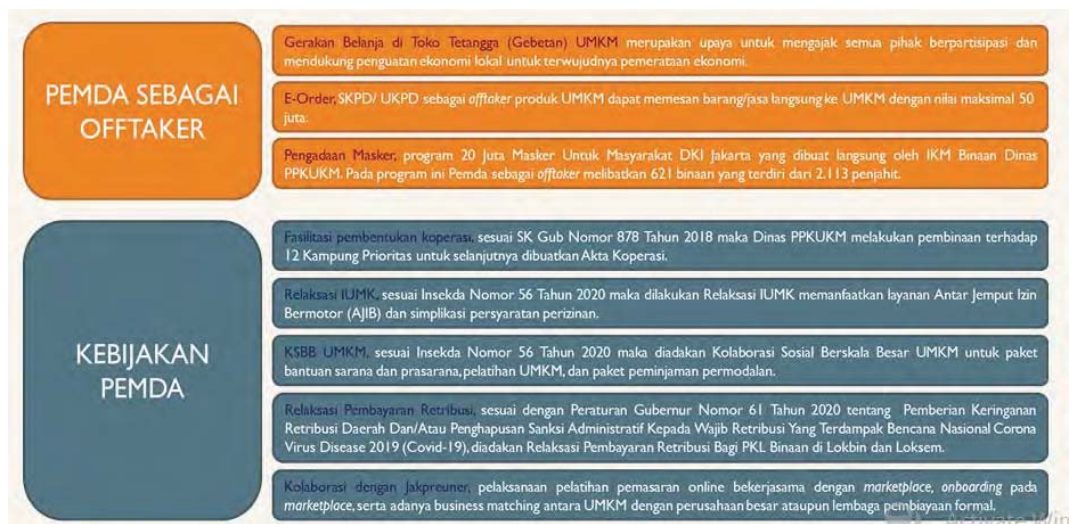 PEMDA SEBAGAI
OFFTAKER
Gerakan Belanja di Toko Tetangga (Gebetan) UMKM merupakan upaya untuk mengajak semua pihak berpartisipasi dan
mendukung penguatan ekonomi lokal untuk terwujudnya pemerataan ekonomi.
E-Order, SKPD/ UKPD sebagai offtaker produk UMKM dapat memesan barang/jasa langsung ke UMKM dengan nilai maksimal 50
juta.
Pengadaan Masker, program 20 Juta Masker Untuk Masyarakat DKI Jakarta yang dibuat langsung oleh IKM Binaan Dinas
PPKUKM. Pada program ini Pemda sebagai offtaker melibatkan 621 binaan yang terdiri dari 2.113 penjahit.
KEBIJAKAN
PEMDA
Fasilitasi pembentukan koperasi, sesuai SK Gub Nomor 878 Tahun 2018 maka Dinas PPKUKM melakukan pembinaan terhadap
12 Kampung Prioritas untuk selanjutnya dibuatkan Akta Koperasi.
Relaksasi IUMK, sesuai Insekda Nomor 56 Tahun 2020 maka dilakukan Relaksasi IUMK memanfaatkan layanan Antar Jemput Izin
Bermotor (AJIB) dan simplikasi persyaratan perizinan.
KSBB UMKM, sesuai Insekda Nomor 56 Tahun 2020 maka diadakan Kolaborasi Sosial Berskala Besar UMKM untuk paket
bantuan sarana dan prasarana, pelatihan UMKM, dan paket peminjaman permodalan.
Relaksasi Pembayaran Retribusi, sesuai dengan Peraturan Gubernur Nomor 61 Tahun 2020 tentang Pemberian Keringanan
Retribusi Daerah Dan/Atau Penghapusan Sanksi Administratif Kepada Wajib Retribusi Yang Terdampak Bencana Nasional Corona
Virus Disease 2019 (Covid-19), diadakan Relaksasi Pembayaran Retribusi Bagi PKL Binaan di Lokbin dan Loksem.
Kolaborasi dengan Jakpreuner, pelaksanaan pelatihan pemasaran online bekerjasama dengan marketplace, onboarding pada
marketplace, serta adanya business matching antara UMKM dengan perusahaan besar ataupun lembaga pembiayaan formal.